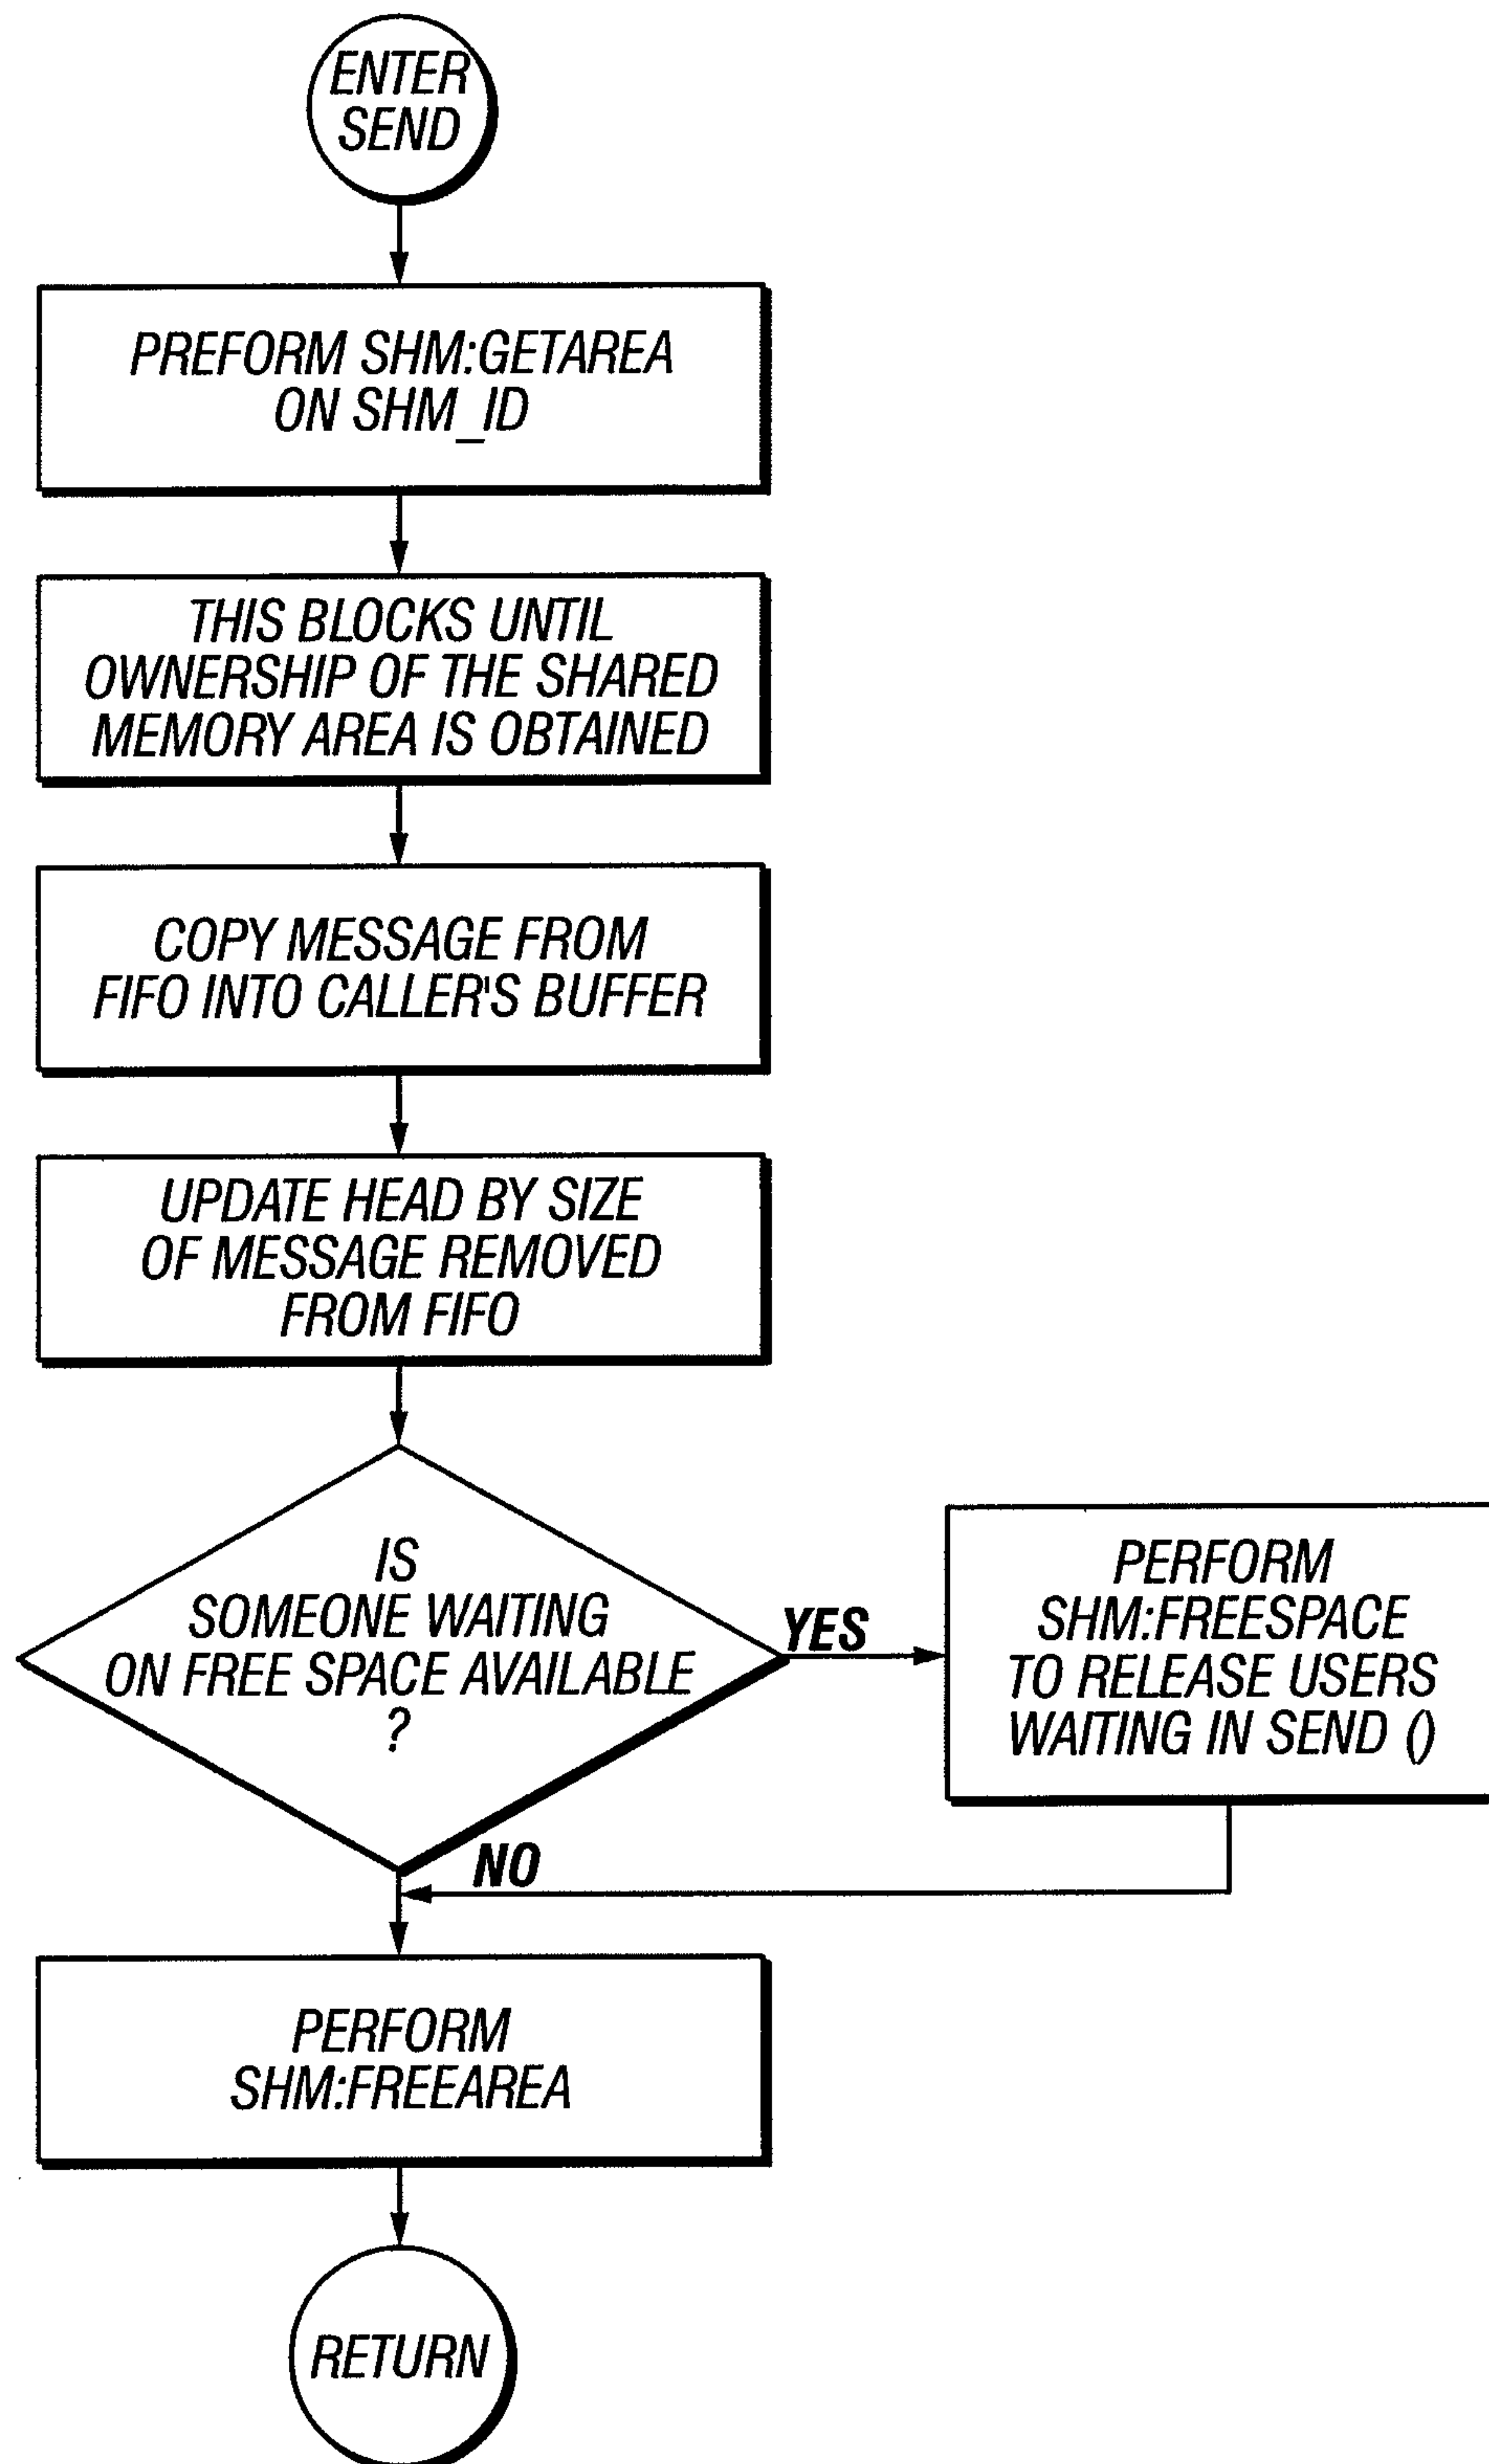 ENTER
SEND
PREFORM SHM:GETAREA
ON SHM_ID
THIS BLOCKS UNTIL
OWNERSHIP OF THE SHARED
MEMORY AREA IS OBTAINED
COPY MESSAGE FROM
FIFO INTO CALLER'S BUFFER
UPDATE HEAD BY SIZE
OF MESSAGE REMOVED
FROM FIFO
IS
SOMEONE WAITING
ON FREE SPACE AVAILABLE
?
YES
PERFORM
SHM:FREESPACE
TO RELEASE USERS
WAITING IN SEND ()
NO
PERFORM
SHM:FREEAREA
RETURN